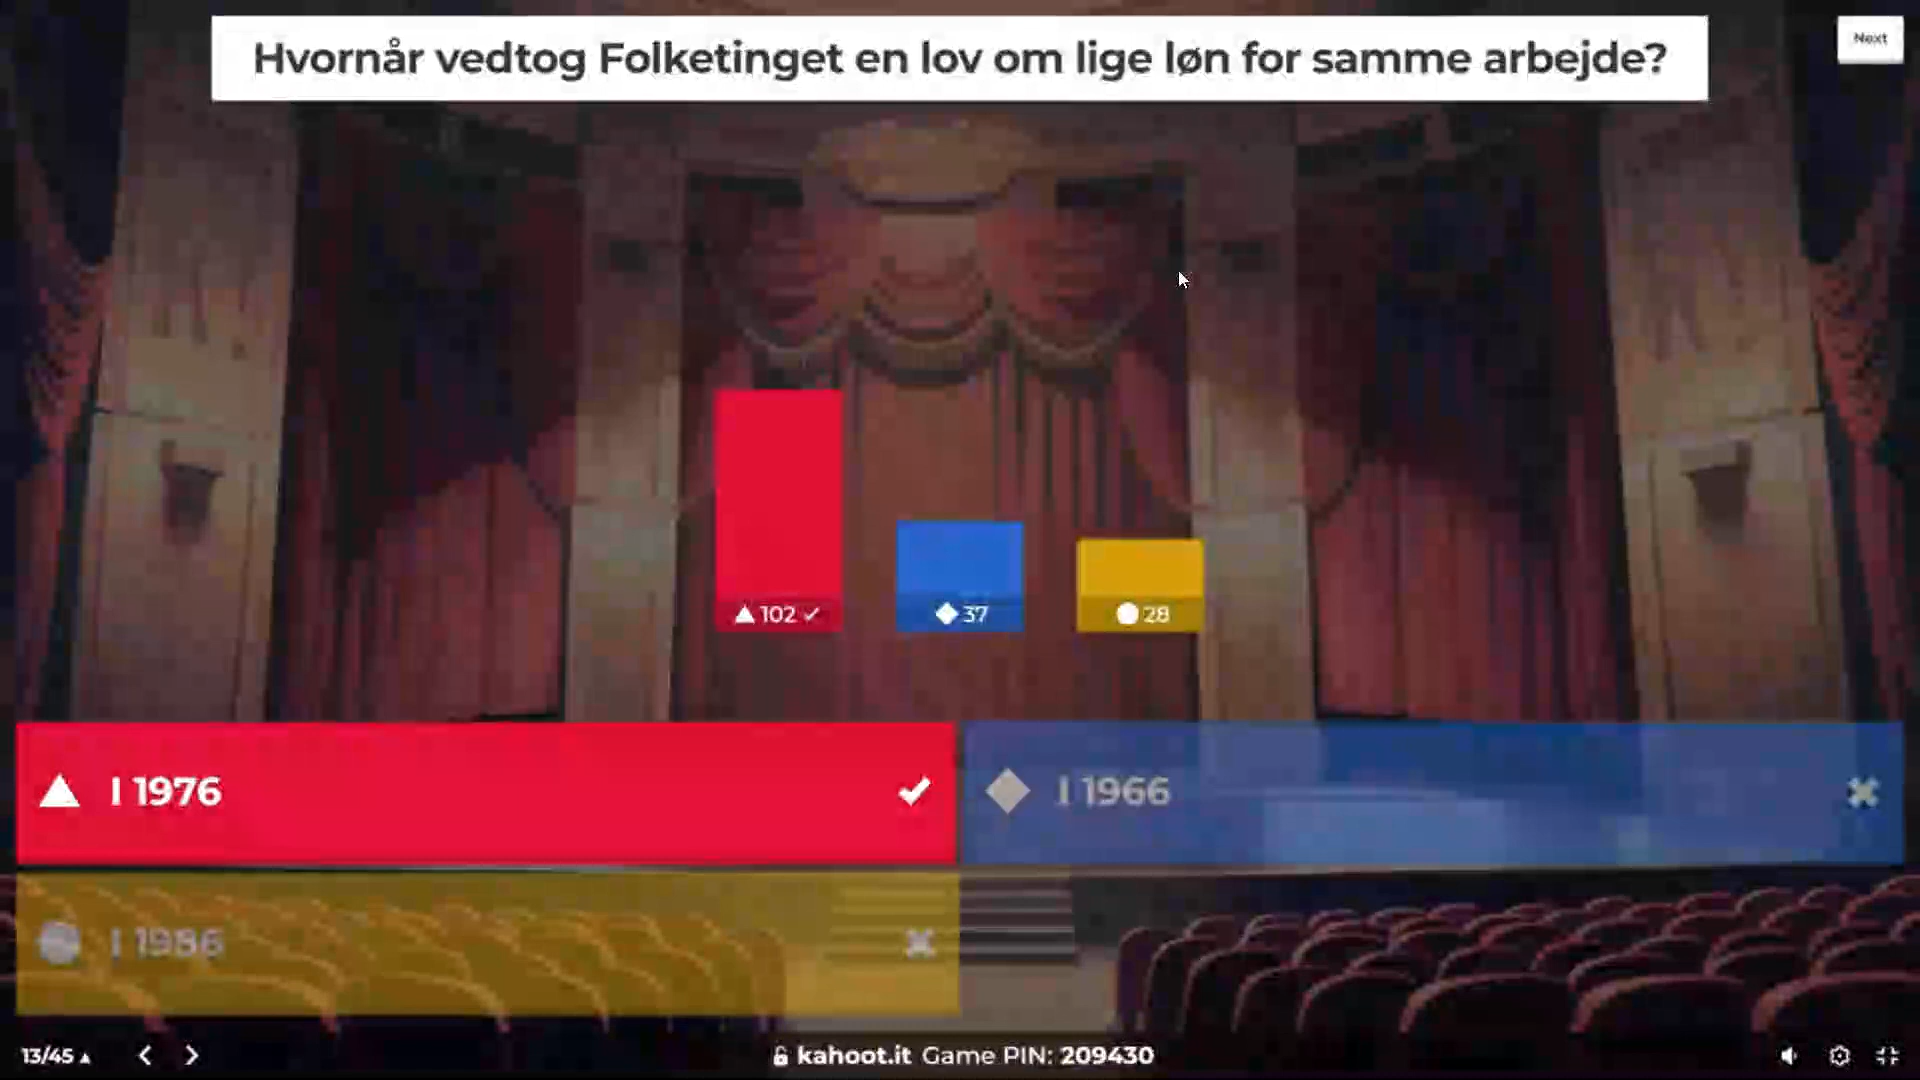 Hvornår vedtog Folketinget en lov om lige løn for samme arbejde?
Next
102
37
28
I 1976
I 1966
I 1986
13/45
kahoot.it Game PIN: 209430